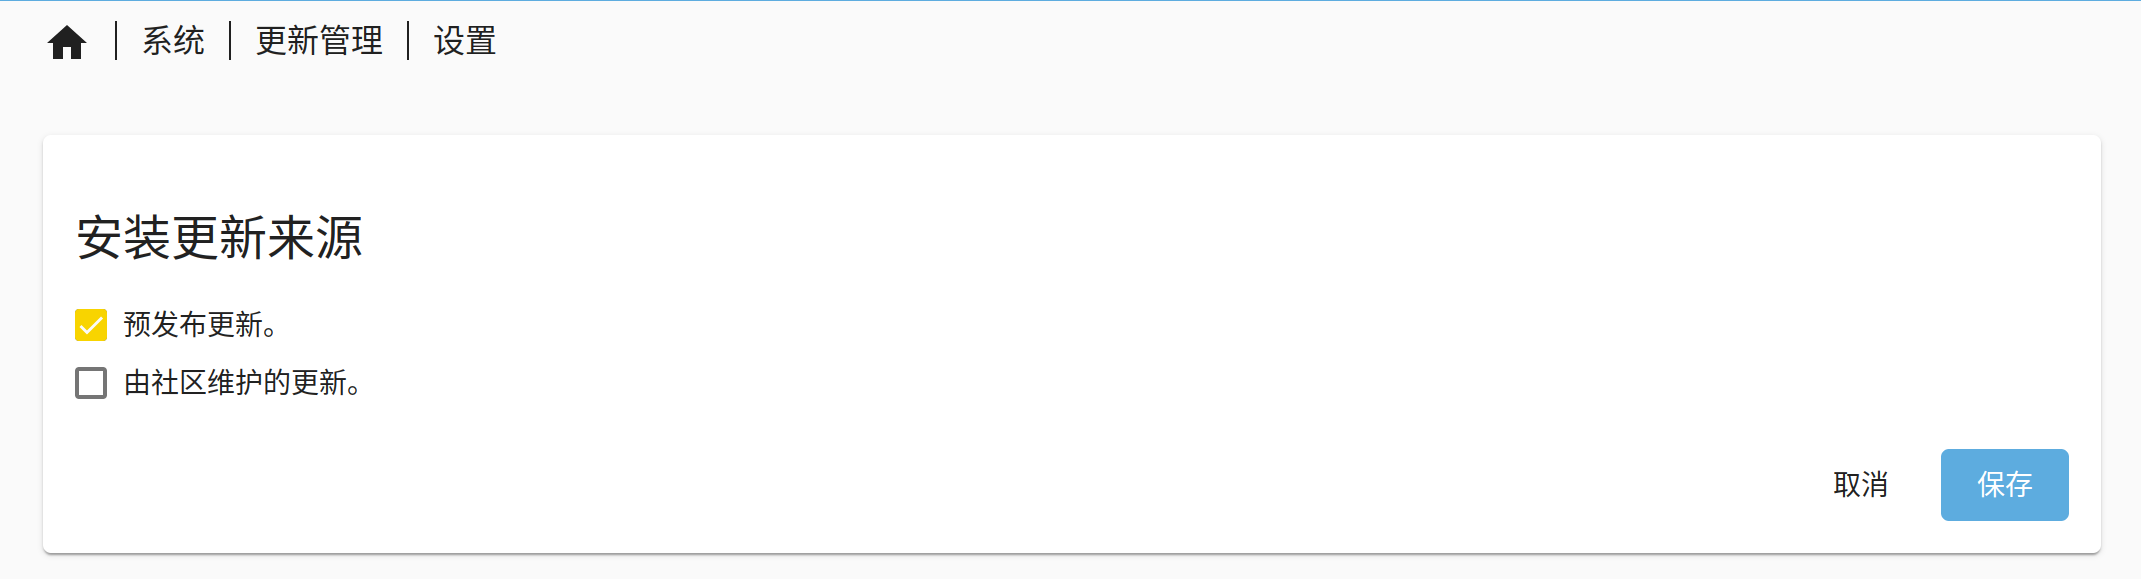 系统 | 更新管理 | 设置
安装更新来源
预发布更新。
由社区维护的更新。
取消 保存